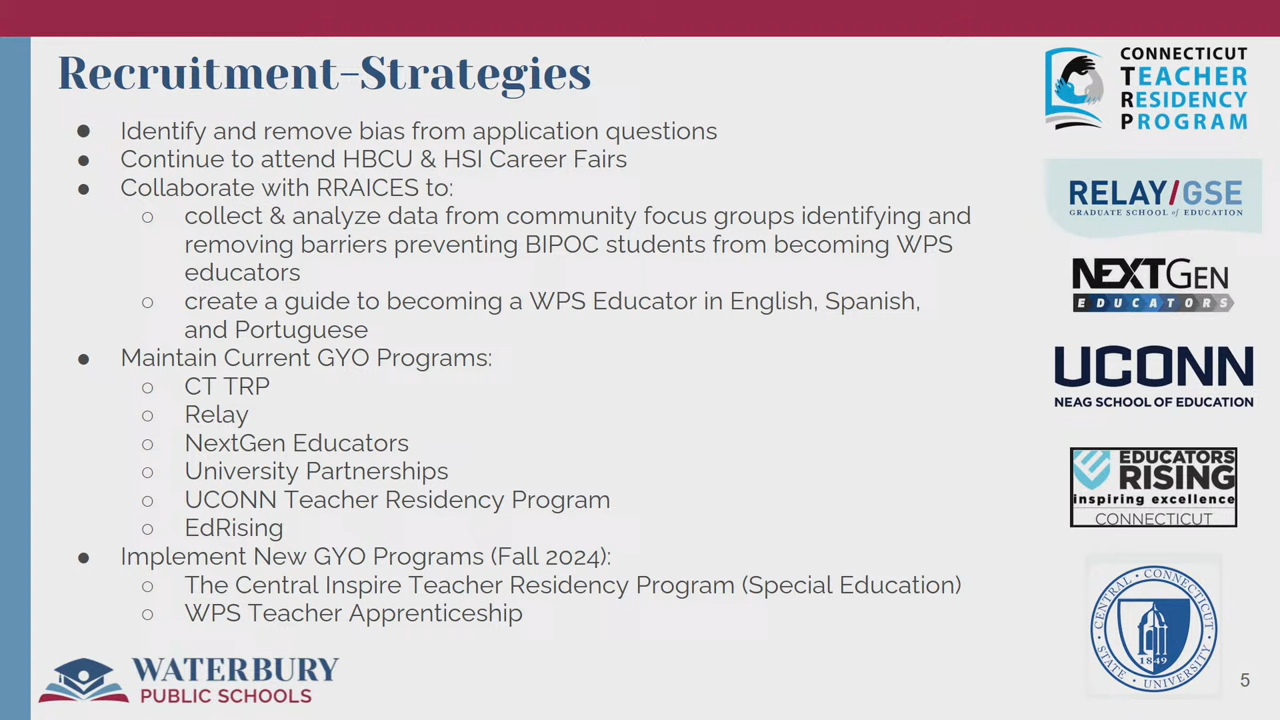 Recruitment-Strategies
● Identify and remove bias from application questions
● Continue to attend HBCU & HSI Career Fairs
● Collaborate with RRAICES to:
○ collect & analyze data from community focus groups identifying and
removing barriers preventing BIPOC students from becoming WPS
educators
○ create a guide to becoming a WPS Educator in English, Spanish,
and Portuguese
● Maintain Current GYO Programs:
○ CT TRP
○ Relay
○ NextGen Educators
○ University Partnerships
○ UCONN Teacher Residency Program
○ EdRising
● Implement New GYO Programs (Fall 2024):
○ The Central Inspire Teacher Residency Program (Special Education)
○ WPS Teacher Apprenticeship
WATERBURY
PUBLIC SCHOOLS
CONNECTICUT
TEACHER
RESIDENCY
PROGRAM
RELAY/GSE
GRADUATE SCHOOL of EDUCATION
NEXTGEN
EDUCATORS
UCONN
NEAG SCHOOL OF EDUCATION
EDUCATORS
RISING
inspiring excellence
CONNECTICUT
CENTRAL • CONNECTICUT • STATE • UNIVERSITY
1849
5